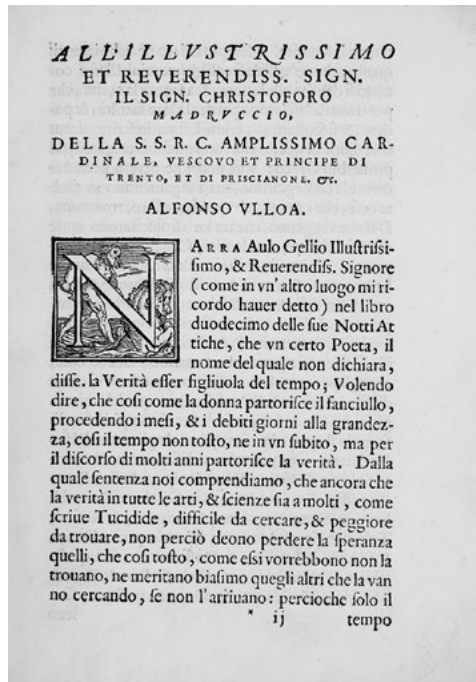 ALL'ILLVSTRISSIMO
ET REVERENDISS. SIGN.
IL SIGN. CHRISTOFORO
MADRVCCIO,
DELLA S. S. R. C. AMPLISSIMO CAR-
DINALE, VESCOVO ET PRINCIPE DI
TRENTO, ET DI PRISCIANONE. &c.
ALFONSO VLLOA.
NARRA Aulo Gellio Illuſtriſſi-
ſimo, & Reuerendiſs. Signore
(come in vn'altro luogo mi ri-
cordo hauer detto) nel libro
duodecimo delle ſue Notti At
tiche, che vn certo Poeta, il
nome del quale non dichiara,
diſſe. la Verità eſſer figliuola del tempo; Volendo
dire, che coſi come la donna partoriſce il fanciullo,
procedendo i meſi, & i debiti giorni alla grandez-
za, coſi il tempo non toſto, ne in vn ſubito, ma per
il diſcorſo di molti anni partoriſce la verità. Dalla
quale ſentenza noi comprendiamo, che ancora che
la verità in tutte le arti, & ſcienze ſia a molti, come
ſcriue Tucidide, difficile da cercare, & peggiore
da trouare, non perciò deono perdere la ſperanza
quelli, che coſi toſto, come eſsi vorrebbono non la
trouano, ne meritano biaſimo quegli altri che la van
no cercando, ſe non l'arriuano: percioche ſolo il
* ij tempo